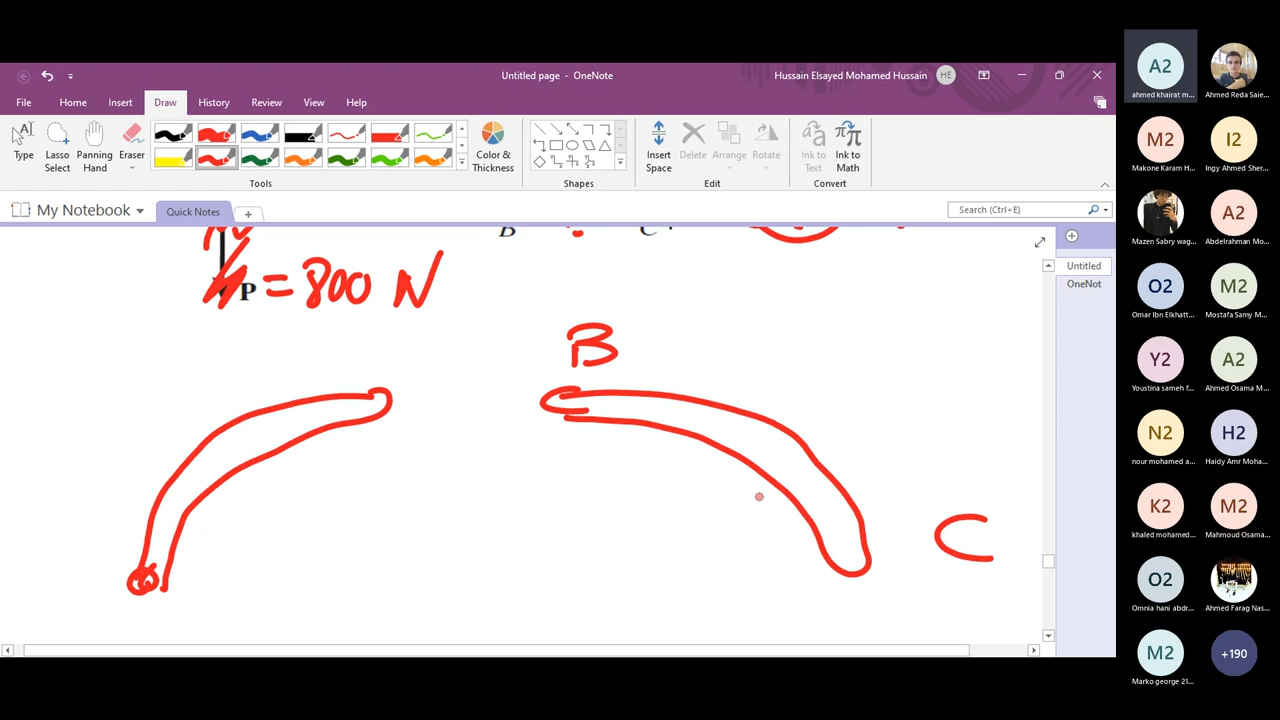 Untitled page - OneNote
Hussain Elsayed Mohamed Hussain HE
File Home Insert Draw History Review View Help
Type
Lasso Select
Panning Hand
Eraser
Color & Thickness
Insert Space
Delete
Arrange
Rotate
Ink to Text
Ink to Math
Tools
Shapes
Edit
Convert
My Notebook
Quick Notes
Search (Ctrl+E)
Untitled
OneNot
B
C
P = 800 N
B
C
A2
ahmed khairat m...
Ahmed Reda Saie...
M2
Makone Karam H...
I2
Ingy Ahmed Sher...
Mazen Sabry wag...
A2
Abdelrahman Mo...
O2
Omar Ibn Elkhatt...
M2
Mostafa Samy M...
Y2
Youstina sameh f...
A2
Ahmed Osama M...
N2
nour mohamed a...
H2
Haidy Amr Moha...
K2
khaled mohamed...
M2
Mahmoud Osama...
O2
Omnia hani abdr...
Ahmed Farag Nas...
M2
Marko george 21...
+190